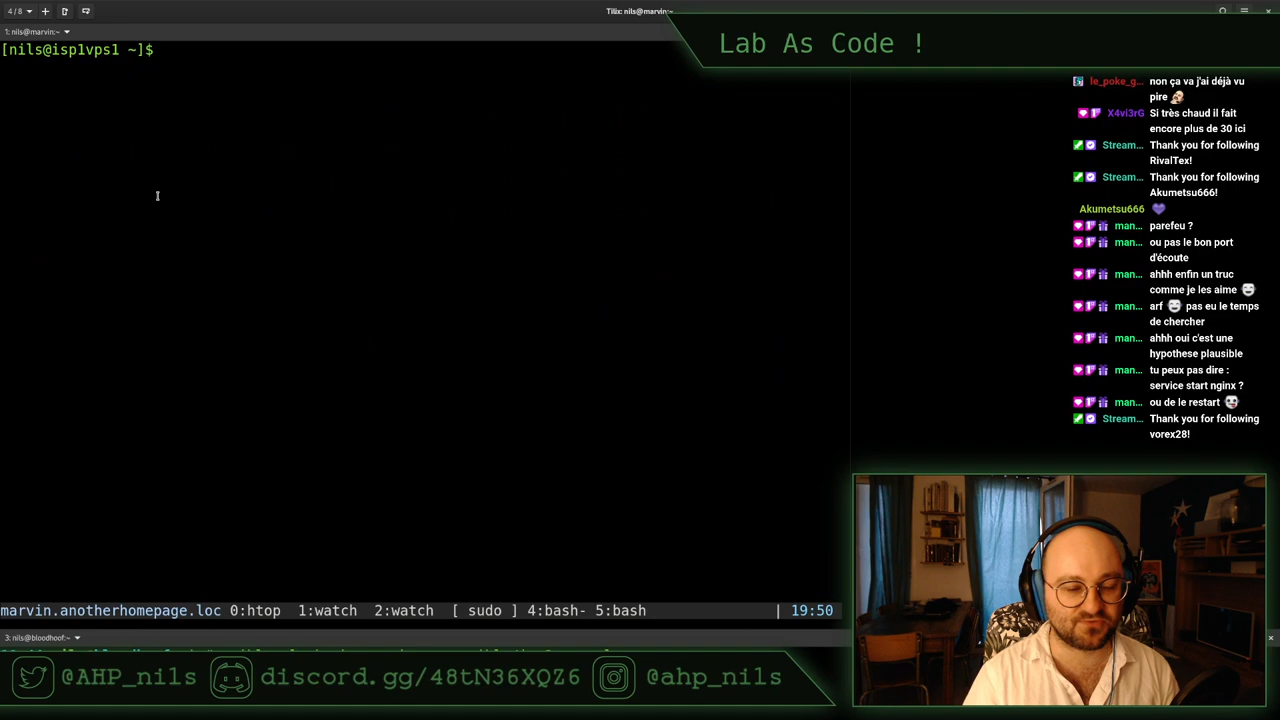 4 / 8
Tilix: nils@marvin:~
1: nils@marvin:~
[nils@isp1vps1 ~]$
Lab As Code !
le_poke_g... non ça va j'ai déjà vu
pire
X4vi3rG Si très chaud il fait
encore plus de 30 ici
Stream... Thank you for following
RivalTex!
Stream... Thank you for following
Akumetsu666!
Akumetsu666
man... parefeu ?
man... ou pas le bon port
d'écoute
man... ahhh enfin un truc
comme je les aime
man... arf pas eu le temps
de chercher
man... ahhh oui c'est une
hypothese plausible
man... tu peux pas dire :
service start nginx ?
man... ou de le restart
Stream... Thank you for following
vorex28!
marvin.anotherhomepage.loc 0:htop 1:watch 2:watch [ sudo ] 4:bash- 5:bash | 19:50
3: nils@bloodhoof:~
@AHP_nils discord.gg/48tN36XQZ6 @ahp_nils